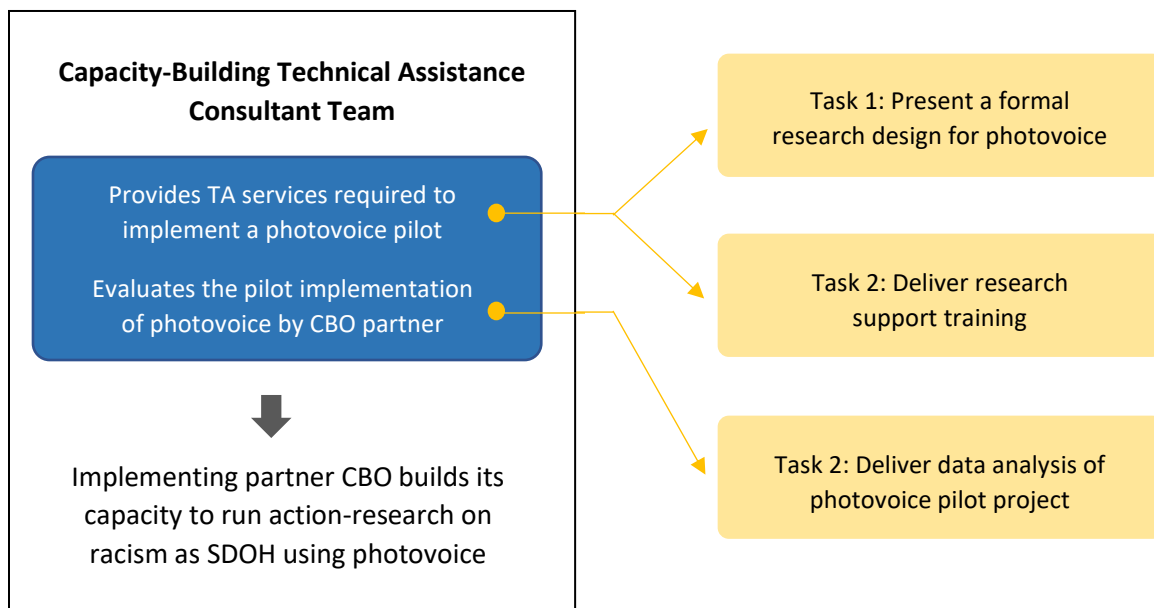 Capacity-Building Technical Assistance
Consultant Team
Provides TA services required to
implement a photovoice pilot
Evaluates the pilot implementation
of photovoice by CBO partner
Implementing partner CBO builds its
capacity to run action-research on
racism as SDOH using photovoice
Task 1: Present a formal
research design for photovoice
Task 2: Deliver research
support training
Task 2: Deliver data analysis of
photovoice pilot project